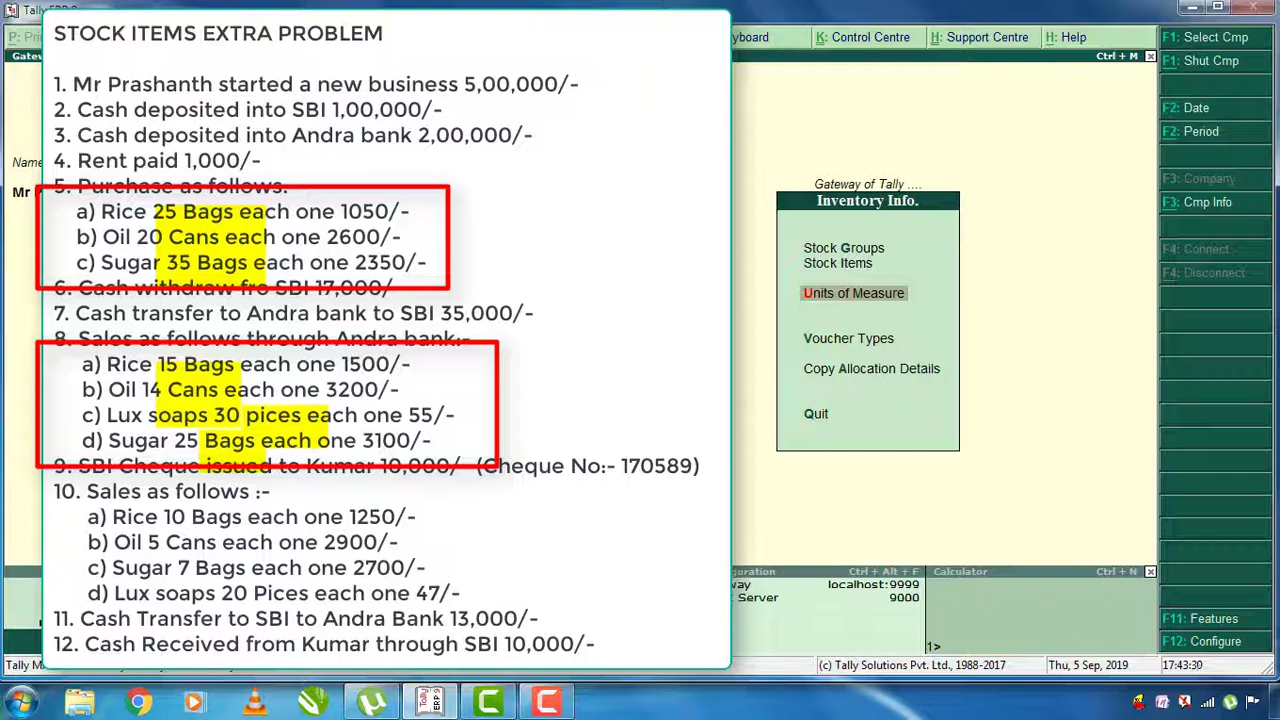 STOCK ITEMS EXTRA PROBLEM
1. Mr Prashanth started a new business 5,00,000/-
2. Cash deposited into SBI 1,00,000/-
3. Cash deposited into Andra bank 2,00,000/-
4. Rent paid 1,000/-
5. Purchase as follows:
a) Rice 25 Bags each one 1050/-
b) Oil 20 Cans each one 2600/-
c) Sugar 35 Bags each one 2350/-
6. Cash withdraw fro SBI 17,000/-
7. Cash transfer to Andra bank to SBI 35,000/-
8. Sales as follows through Andra bank:-
a) Rice 15 Bags each one 1500/-
b) Oil 14 Cans each one 3200/-
c) Lux soaps 30 pices each one 55/-
d) Sugar 25 Bags each one 3100/-
9. SBI Cheque issued to Kumar 10,000/- (Cheque No:- 170589)
10. Sales as follows :-
a) Rice 10 Bags each one 1250/-
b) Oil 5 Cans each one 2900/-
c) Sugar 7 Bags each one 2700/-
d) Lux soaps 20 Pices each one 47/-
11. Cash Transfer to SBI to Andra Bank 13,000/-
12. Cash Received from Kumar through SBI 10,000/-
K: Control Centre
H: Support Centre
H: Help
Ctrl + M
Name
Mr
Gateway of Tally ....
Inventory Info.
Stock Groups
Stock Items
Units of Measure
Voucher Types
Copy Allocation Details
Quit
F1: Select Cmp
F1: Shut Cmp
F2: Date
F2: Period
F3: Company
F3: Cmp Info
F4: Connect
F4: Disconnect
F11: Features
F12: Configure
Ctrl + Alt + F
localhost:9999
Server
9000
Calculator
Ctrl + N
1>
(c) Tally Solutions Pvt. Ltd., 1988-2017
Thu, 5 Sep, 2019
17:43:30